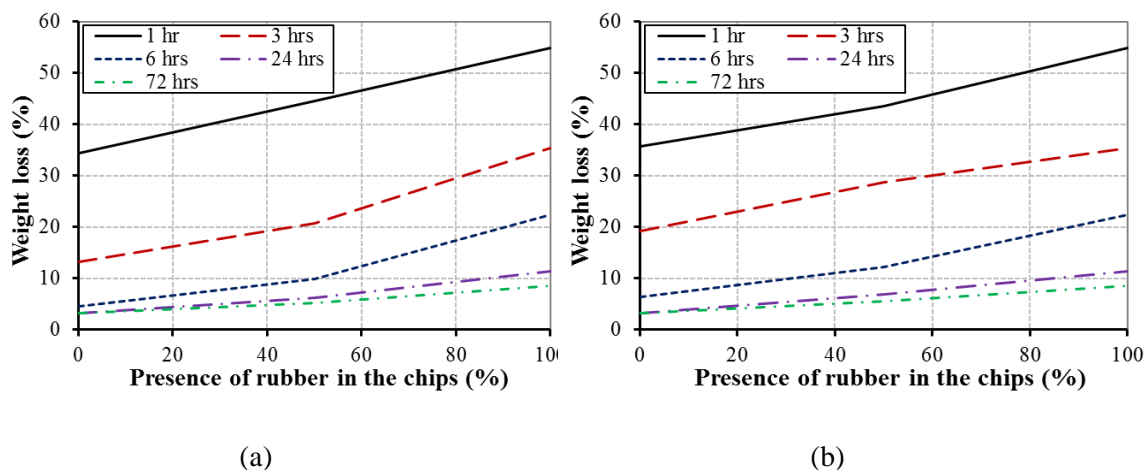 60
50
40
30
20
10
0
Weight loss (%)
1 hr 3 hrs
6 hrs 24 hrs
72 hrs
0 20 40 60 80 100
Presence of rubber in the chips (%)
(a)
60
50
40
30
20
10
0
Weight loss (%)
1 hr 3 hrs
6 hrs 24 hrs
72 hrs
0 20 40 60 80 100
Presence of rubber in the chips (%)
(b)